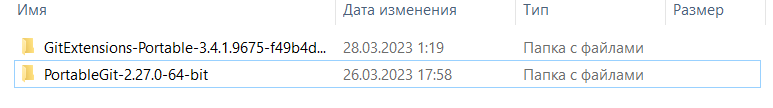 Имя Дата изменения Тип Размер
GitExtensions-Portable-3.4.1.9675-f49b4d... 28.03.2023 1:19 Папка с файлами
PortableGit-2.27.0-64-bit 26.03.2023 17:58 Папка с файлами